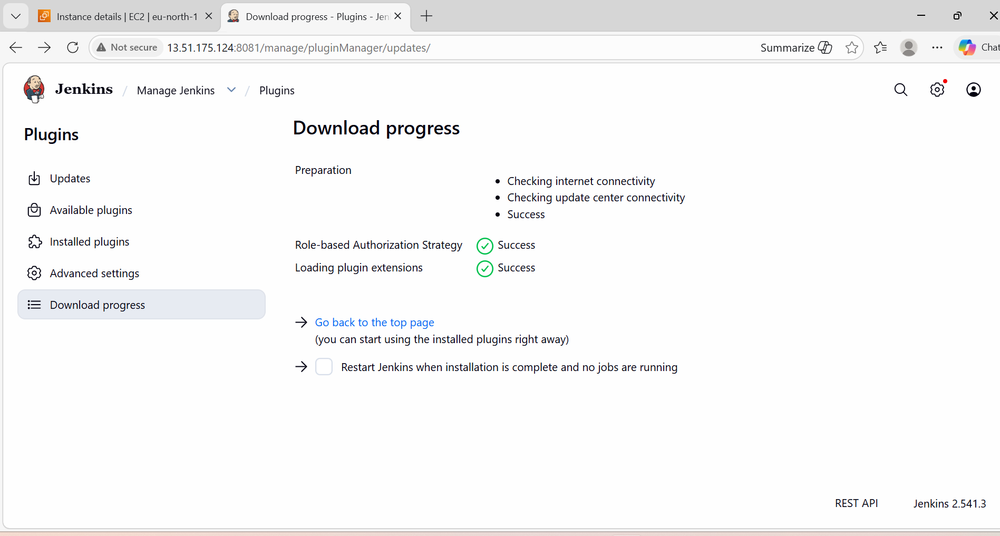 Instance details | EC2 | eu-north-1
Download progress - Plugins - Jen
Not secure
13.51.175.124:8081/manage/pluginManager/updates/
Summarize
Chat
Jenkins / Manage Jenkins / Plugins
Plugins
Updates
Available plugins
Installed plugins
Advanced settings
Download progress
Download progress
Preparation
Checking internet connectivity
Checking update center connectivity
Success
Role-based Authorization Strategy Success
Loading plugin extensions Success
Go back to the top page
(you can start using the installed plugins right away)
Restart Jenkins when installation is complete and no jobs are running
REST API
Jenkins 2.541.3